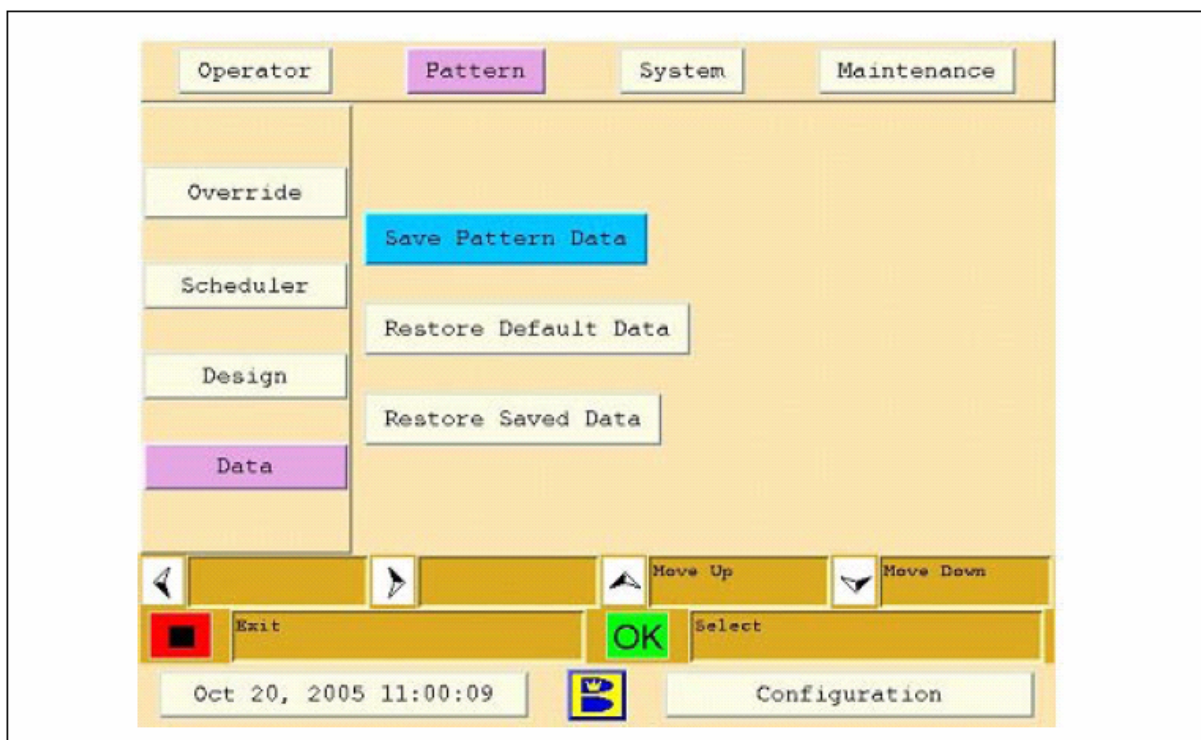 Operator Pattern System Maintenance
Override
Save Pattern Data
Scheduler
Restore Default Data
Design
Restore Saved Data
Data
Move Up Move Down
Exit OK Select
Oct 20, 2005 11:00:09 Configuration